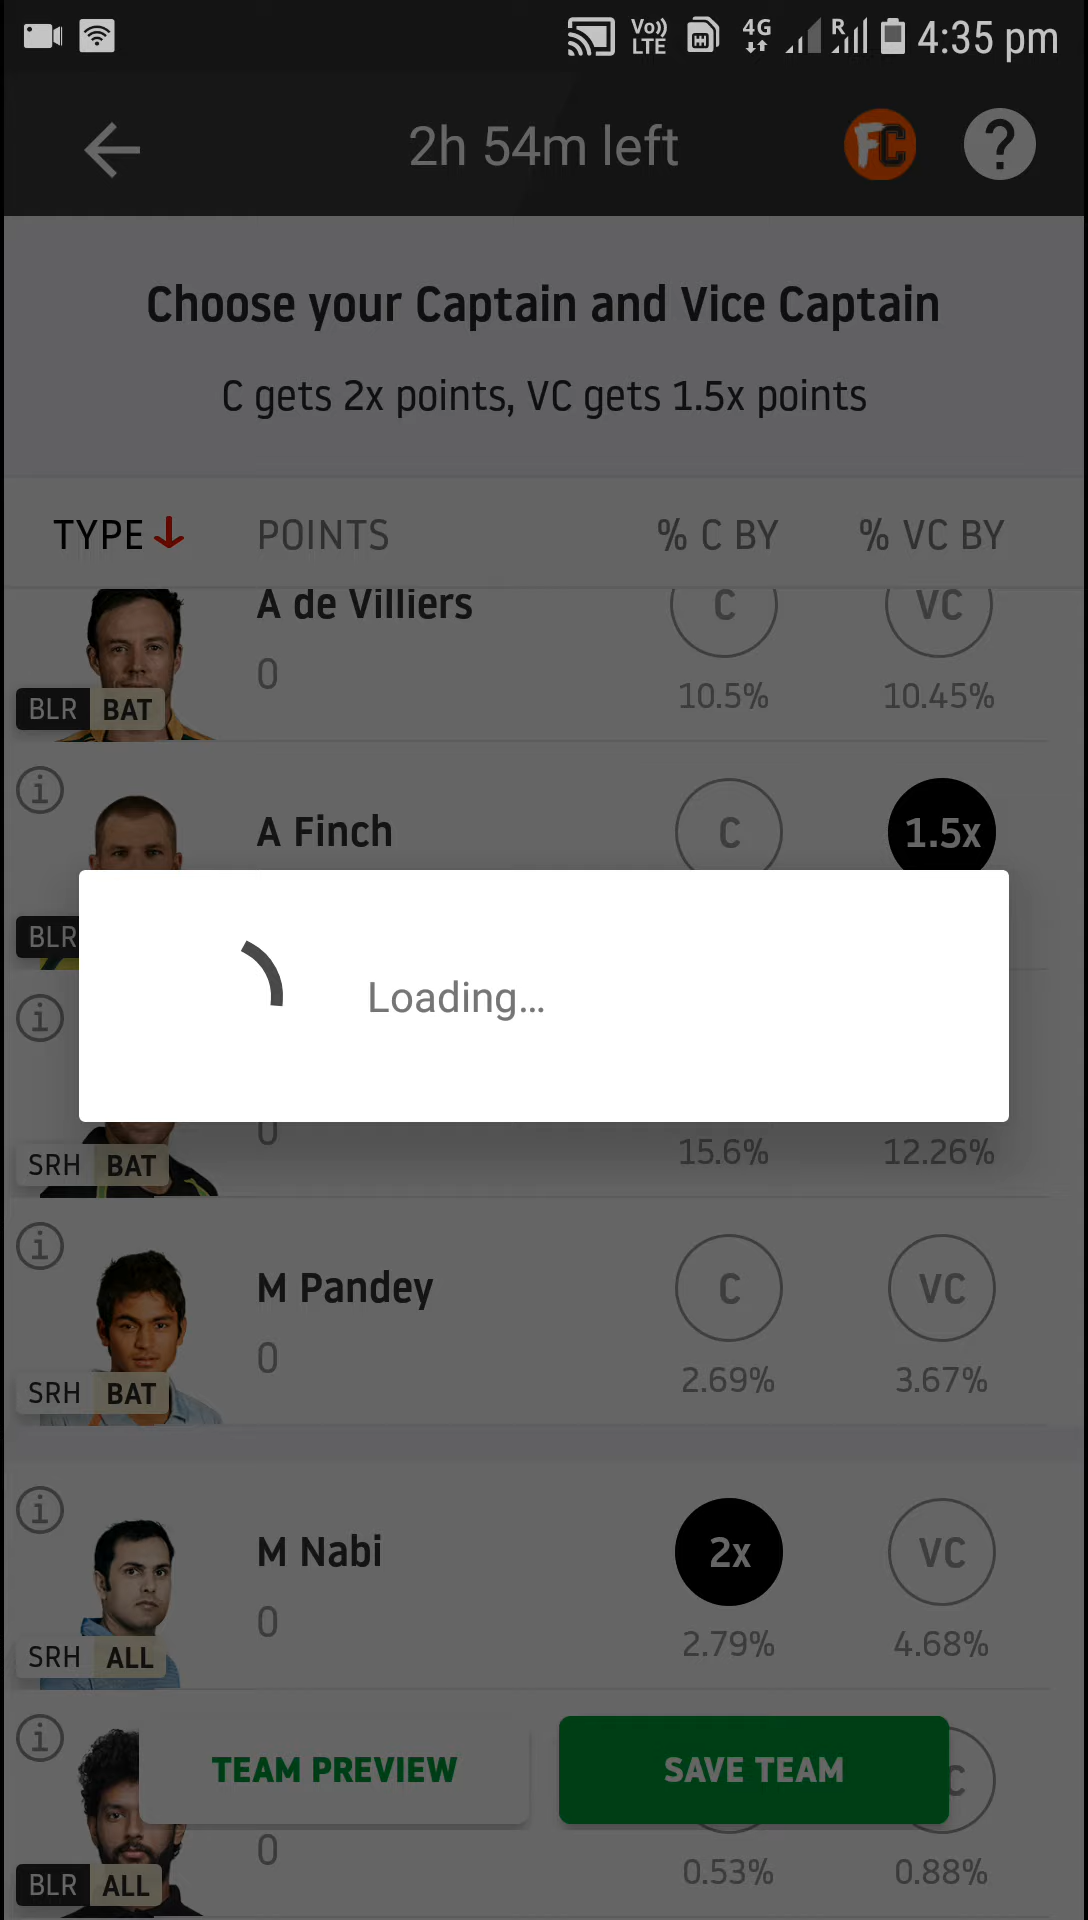 Vo)) LTE 4G R 4:35 pm
2h 54m left FC ?
Choose your Captain and Vice Captain
C gets 2x points, VC gets 1.5x points
TYPE POINTS % C BY % VC BY
A de Villiers C VC
0
BLR BAT 10.5% 10.45%
i
A Finch C 1.5x
BLR
Loading...
i
0
SRH BAT 15.6% 12.26%
i
M Pandey C VC
0
SRH BAT 2.69% 3.67%
i
M Nabi 2x VC
0
SRH ALL 2.79% 4.68%
i
TEAM PREVIEW SAVE TEAM C
0
BLR ALL 0.53% 0.88%